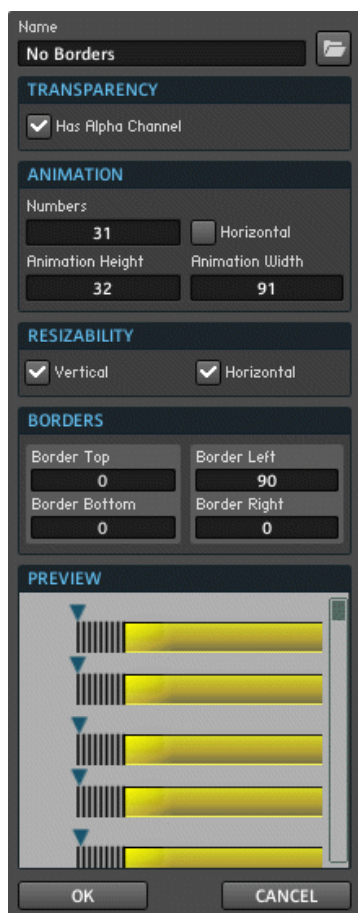 Name
No Borders
TRANSPARENCY
Has Alpha Channel
ANIMATION
Numbers
31 Horizontal
Animation Height Animation Width
32 91
RESIZABILITY
Vertical Horizontal
BORDERS
Border Top Border Left
0 90
Border Bottom Border Right
0 0
PREVIEW
OK CANCEL